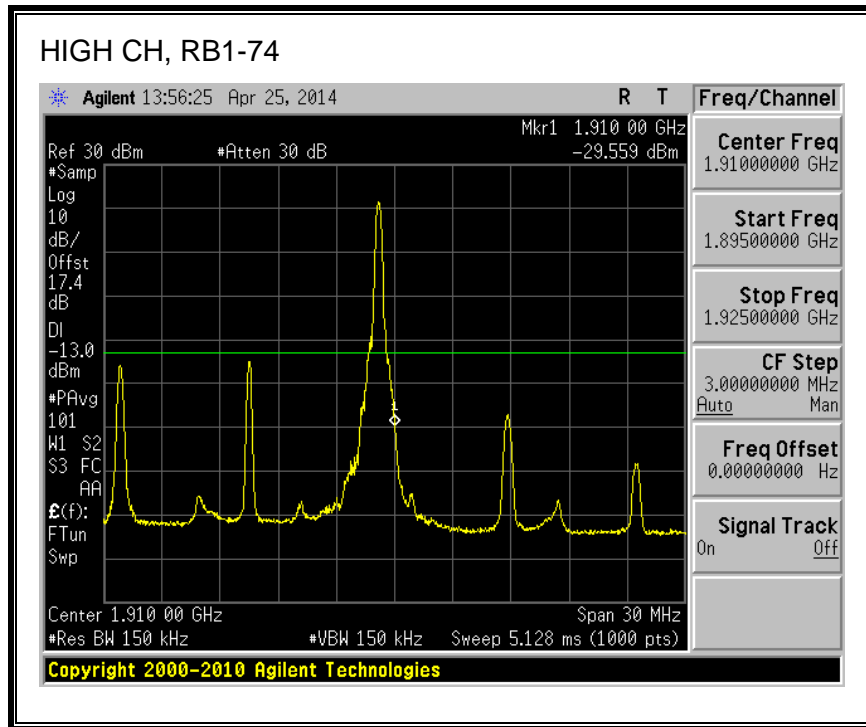 HIGH CH, RB1-74
Agilent 13:56:25 Apr 25, 2014 R T
Mkr1 1.910 00 GHz
Ref 30 dBm #Atten 30 dB -29.559 dBm
#Samp
Log
10
dB/
Offst
17.4
dB
DI
-13.0
dBm
#PAvg
101
W1 S2
S3 FC
AA
£(f):
FTun
Swp
1
Center 1.910 00 GHz Span 30 MHz
#Res BW 150 kHz #VBW 150 kHz Sweep 5.128 ms (1000 pts)
Copyright 2000-2010 Agilent Technologies
Freq/Channel
Center Freq
1.91000000 GHz
Start Freq
1.89500000 GHz
Stop Freq
1.92500000 GHz
CF Step
3.00000000 MHz
Auto Man
Freq Offset
0.00000000 Hz
Signal Track
On Off